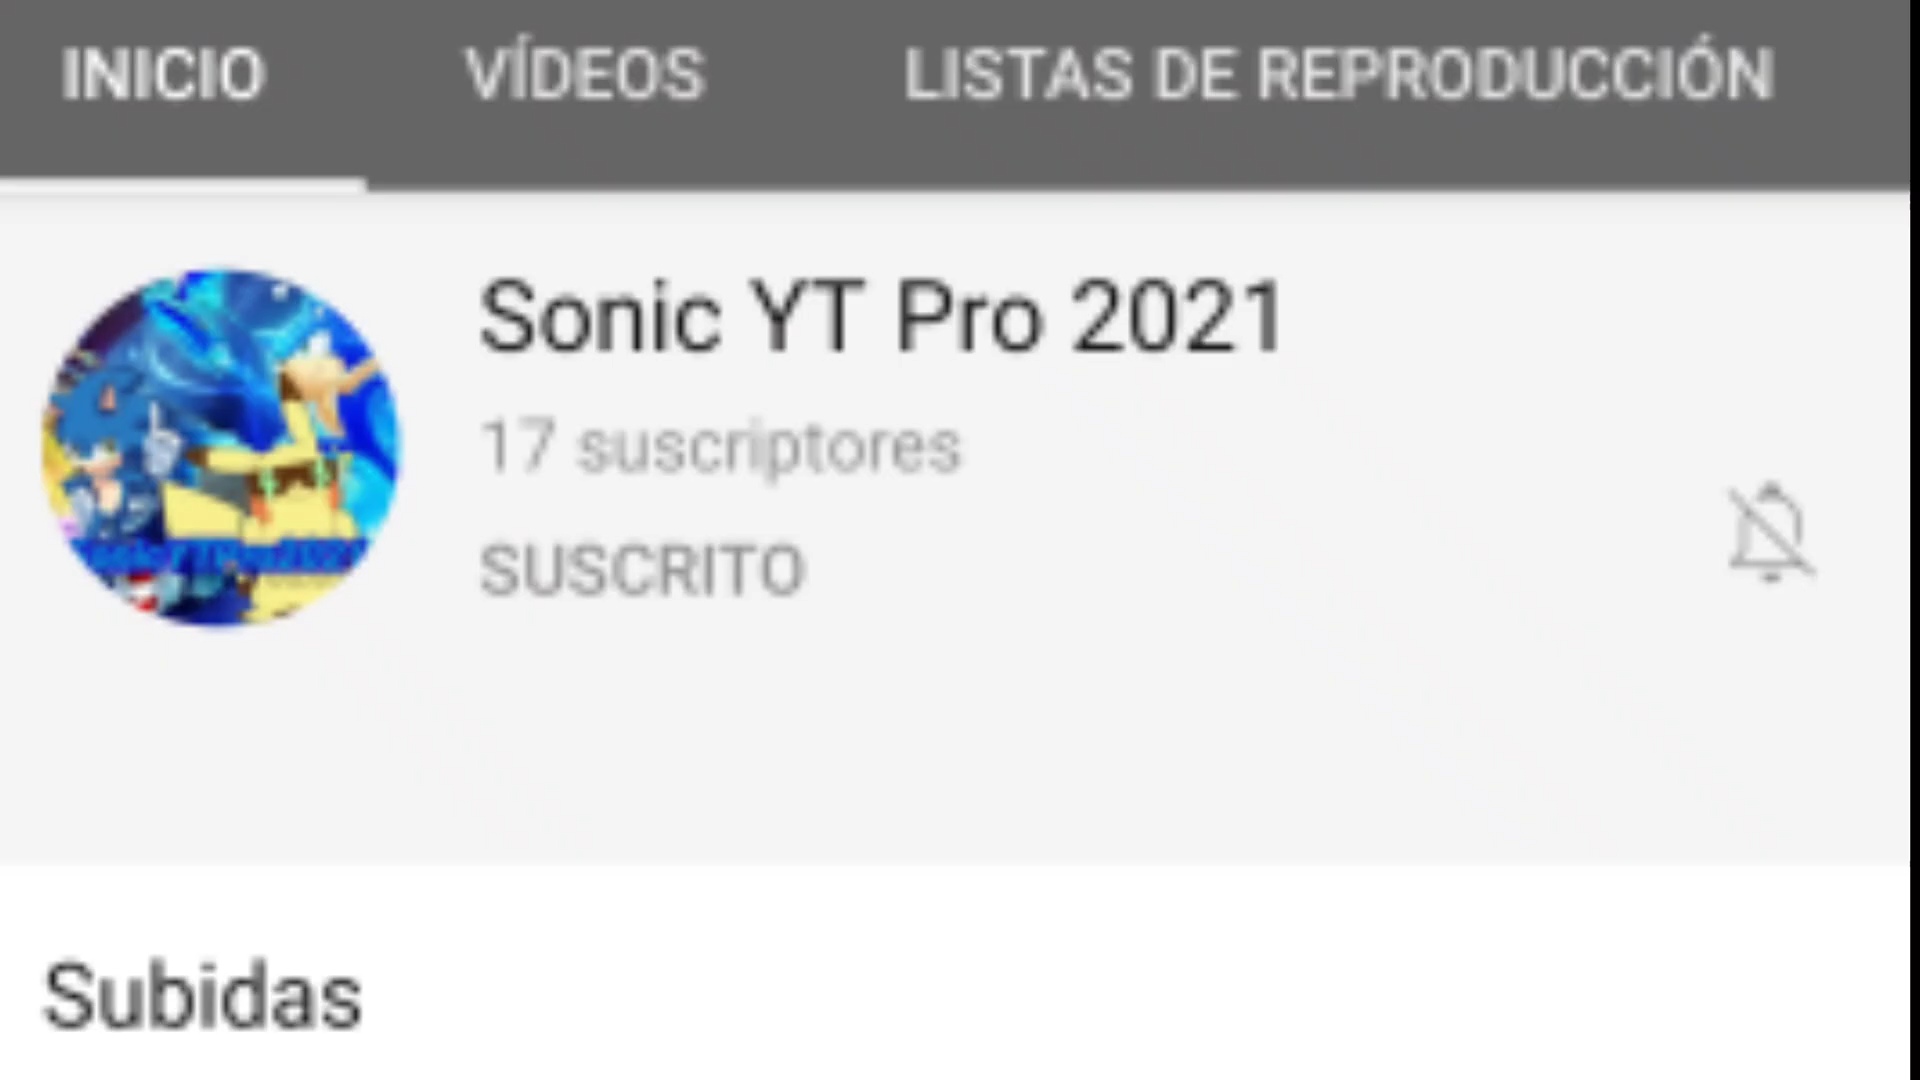 INICIO VÍDEOS LISTAS DE REPRODUCCIÓN
Sonic YT Pro 2021
17 suscriptores
SUSCRITO
Subidas